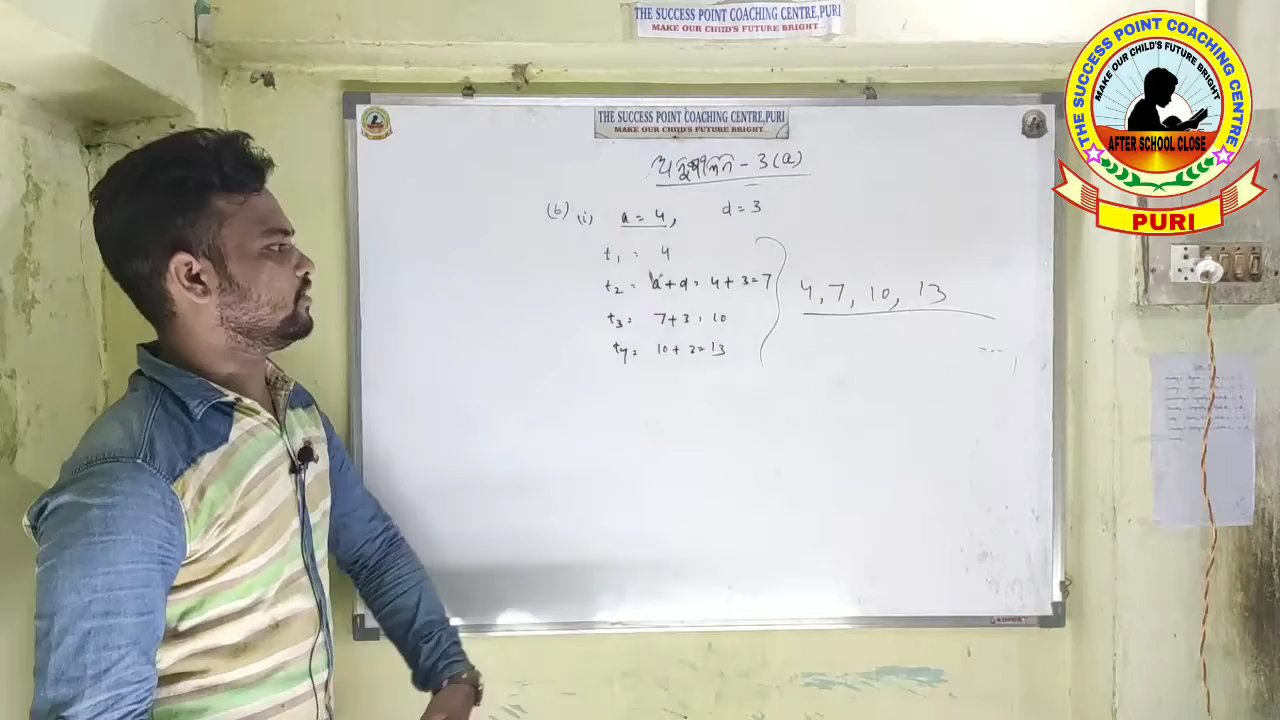 THE SUCCESS POINT COACHING CENTRE,PURI
MAKE OUR CHILD'S FUTURE BRIGHT...
THE SUCCESS POINT COACHING CENTRE,PURI
MAKE OUR CHILD'S FUTURE BRIGHT...
THE SUCCESS POINT COACHING CENTRE
MAKE OUR CHILD'S FUTURE BRIGHT
AFTER SCHOOL CLOSE
PURI
ଅନୁଶୀଳନୀ - 3(a)
(6) (i) a = 4, d = 3
t₁ = 4
t₂ = a + d = 4 + 3 = 7
t₃ = 7 + 3 = 10
t₄ = 10 + 3 = 13
4, 7, 10, 13